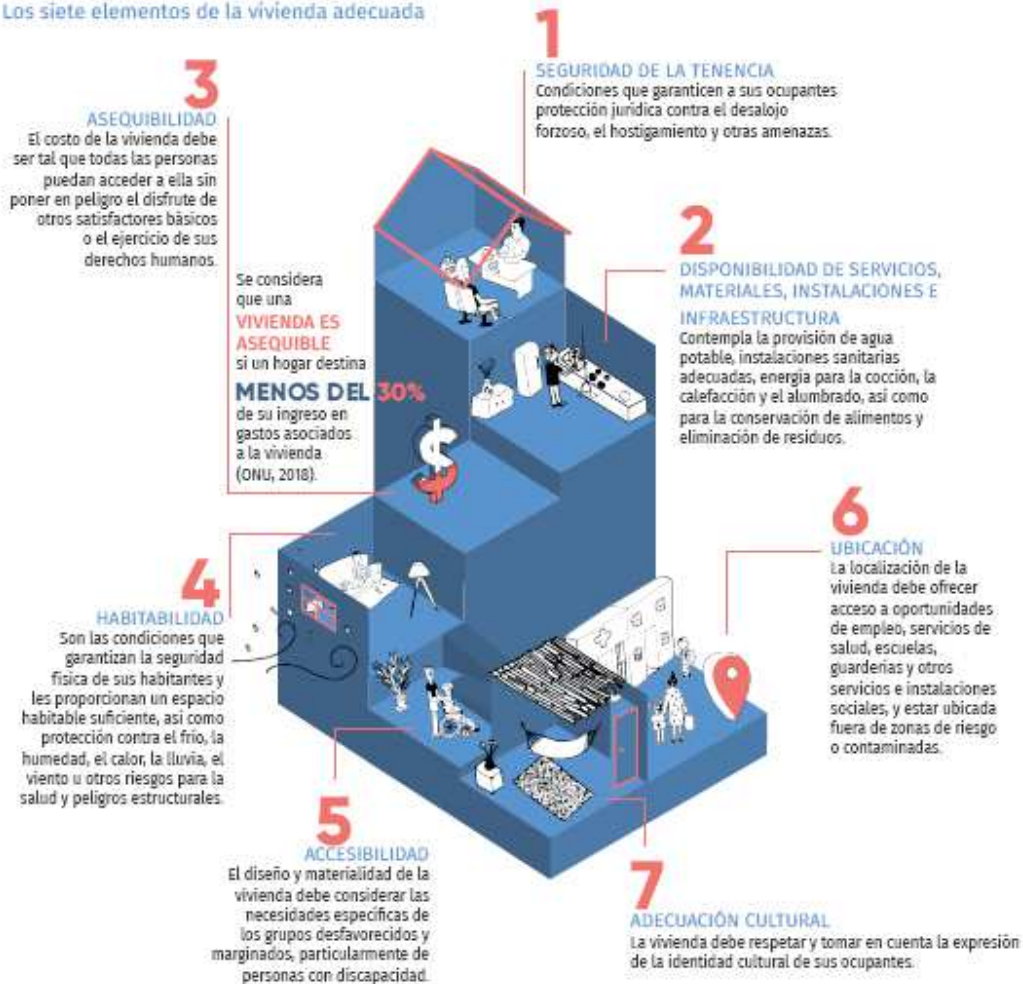 Los siete elementos de la vivienda adecuada
1
SEGURIDAD DE LA TENENCIA
Condiciones que garanticen a sus ocupantes
protección jurídica contra el desalojo
forzoso, el hostigamiento y otras amenazas.
2
DISPONIBILIDAD DE SERVICIOS,
MATERIALES, INSTALACIONES E
INFRAESTRUCTURA
Contempla la provisión de agua
potable, instalaciones sanitarias
adecuadas, energía para la cocción, la
calefacción y el alumbrado, así como
para la conservación de alimentos y
eliminación de residuos.
3
ASEQUIBILIDAD
El costo de la vivienda debe
ser tal que todas las personas
puedan acceder a ella sin
poner en peligro el disfrute de
otros satisfactores básicos
o el ejercicio de sus
derechos humanos.
Se considera
que una
VIVIENDA ES
ASEQUIBLE
si un hogar destina
MENOS DEL 30%
de su ingreso en
gastos asociados
a la vivienda
(ONU, 2018).
4
HABITABILIDAD
Son las condiciones que
garantizan la seguridad
física de sus habitantes y
les proporcionan un espacio
habitable suficiente, así como
protección contra el frío, la
humedad, el calor, la lluvia, el
viento u otros riesgos para la
salud y peligros estructurales.
5
ACCESIBILIDAD
El diseño y materialidad de la
vivienda debe considerar las
necesidades específicas de
los grupos desfavorecidos y
marginados, particularmente de
personas con discapacidad.
6
UBICACIÓN
La localización de la
vivienda debe ofrecer
acceso a oportunidades
de empleo, servicios de
salud, escuelas,
guarderías y otros
servicios e instalaciones
sociales, y estar ubicada
fuera de zonas de riesgo
o contaminadas.
7
ADECUACIÓN CULTURAL
La vivienda debe respetar y tomar en cuenta la expresión
de la identidad cultural de sus ocupantes.